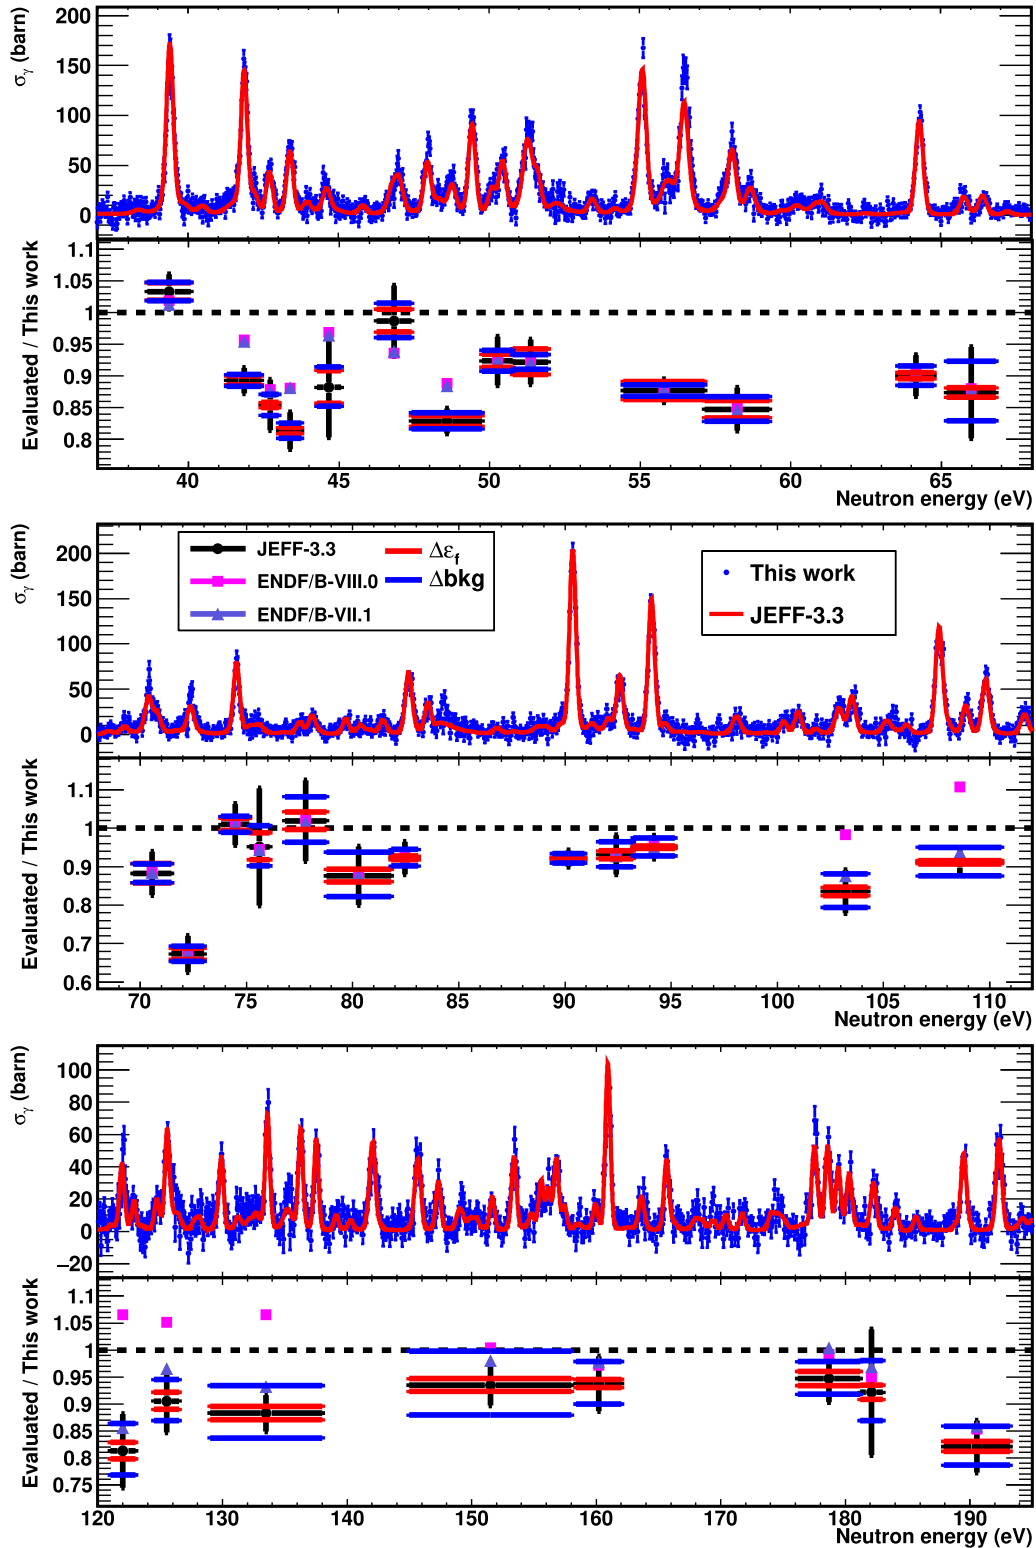 σγ (barn)
200
150
100
50
0
Evaluated / This work
1.1
1.05
1
0.95
0.9
0.85
0.8
40 45 50 55 60 65
Neutron energy (eV)
σγ (barn)
200
150
100
50
0
JEFF-3.3 Δεf
ENDF/B-VIII.0 Δbkg
ENDF/B-VII.1
This work
JEFF-3.3
Evaluated / This work
1.1
1
0.9
0.8
0.7
0.6
70 75 80 85 90 95 100 105 110
Neutron energy (eV)
σγ (barn)
100
80
60
40
20
0
−20
Evaluated / This work
1.1
1.05
1
0.95
0.9
0.85
0.8
0.75
120 130 140 150 160 170 180 190
Neutron energy (eV)